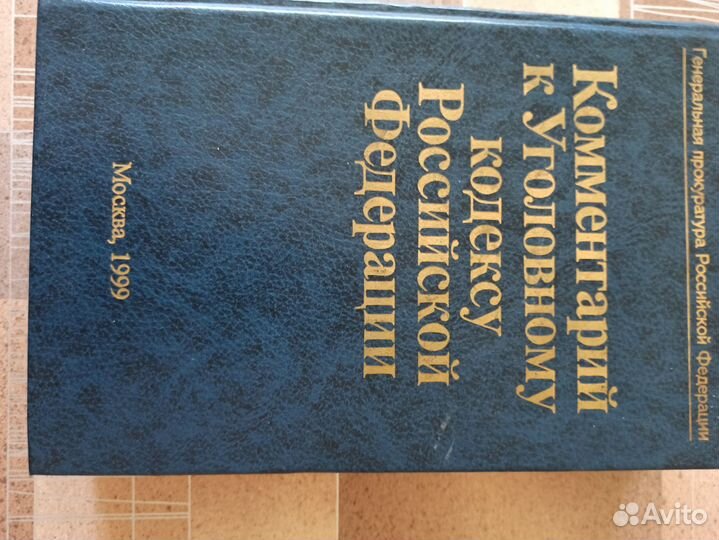 Генеральная прокуратура Российской Федерации
Комментарий
к Уголовному
кодексу
Российской
Федерации
Москва, 1999
Avito